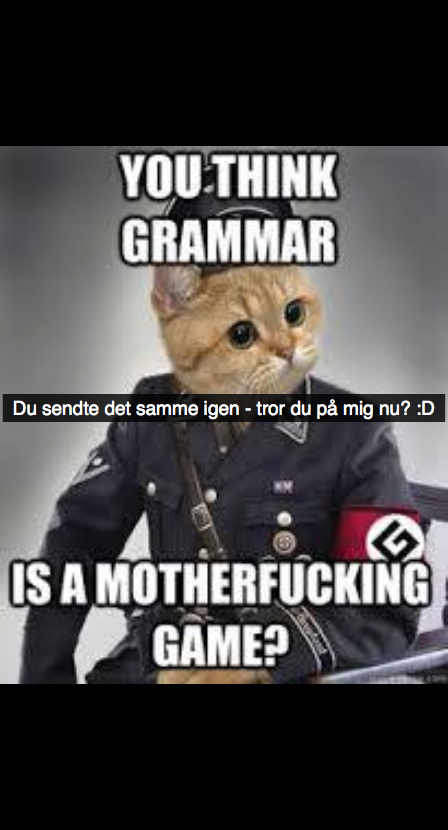 YOU THINK
GRAMMAR
Du sendte det samme igen - tror du på mig nu? :D
G
IS A MOTHERFUCKING
GAME?